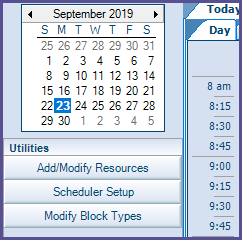 September 2019
S M T W T F S
25 26 27 28 29 30 31
1 2 3 4 5 6 7
8 9 10 11 12 13 14
15 16 17 18 19 20 21
22 23 24 25 26 27 28
29 30 1 2 3 4 5
Utilities
Add/Modify Resources
Scheduler Setup
Modify Block Types
Today
Day
8 am
8:15
8:30
8:45
9:00
9:15
9:30
9:45